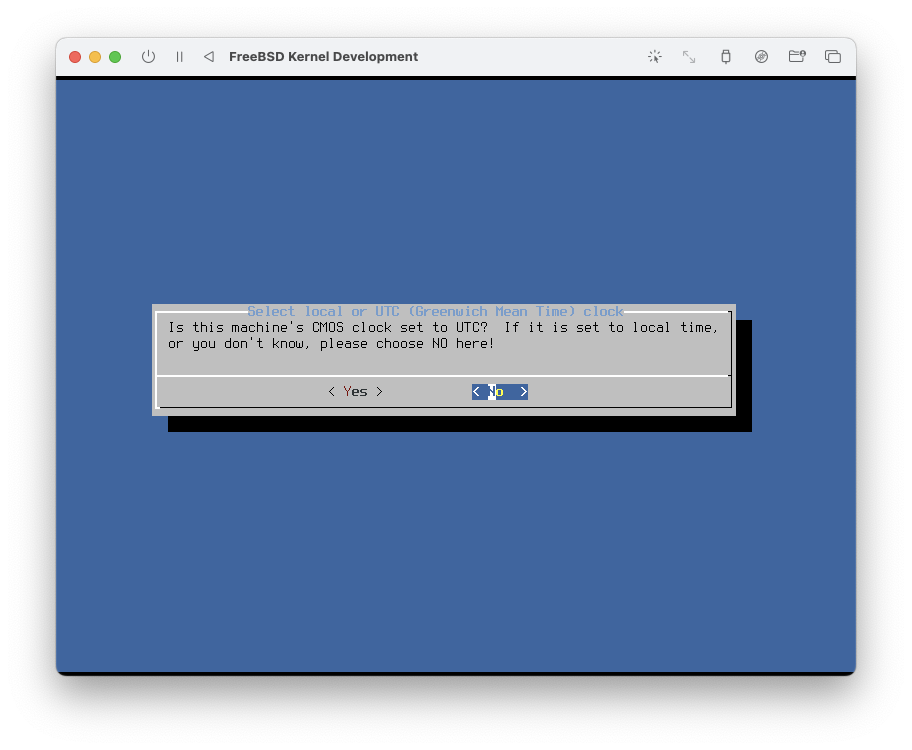 FreeBSD Kernel Development
Select local or UTC (Greenwich Mean Time) clock
Is this machine's CMOS clock set to UTC?  If it is set to local time,
or you don't know, please choose NO here!
< Yes > < No >